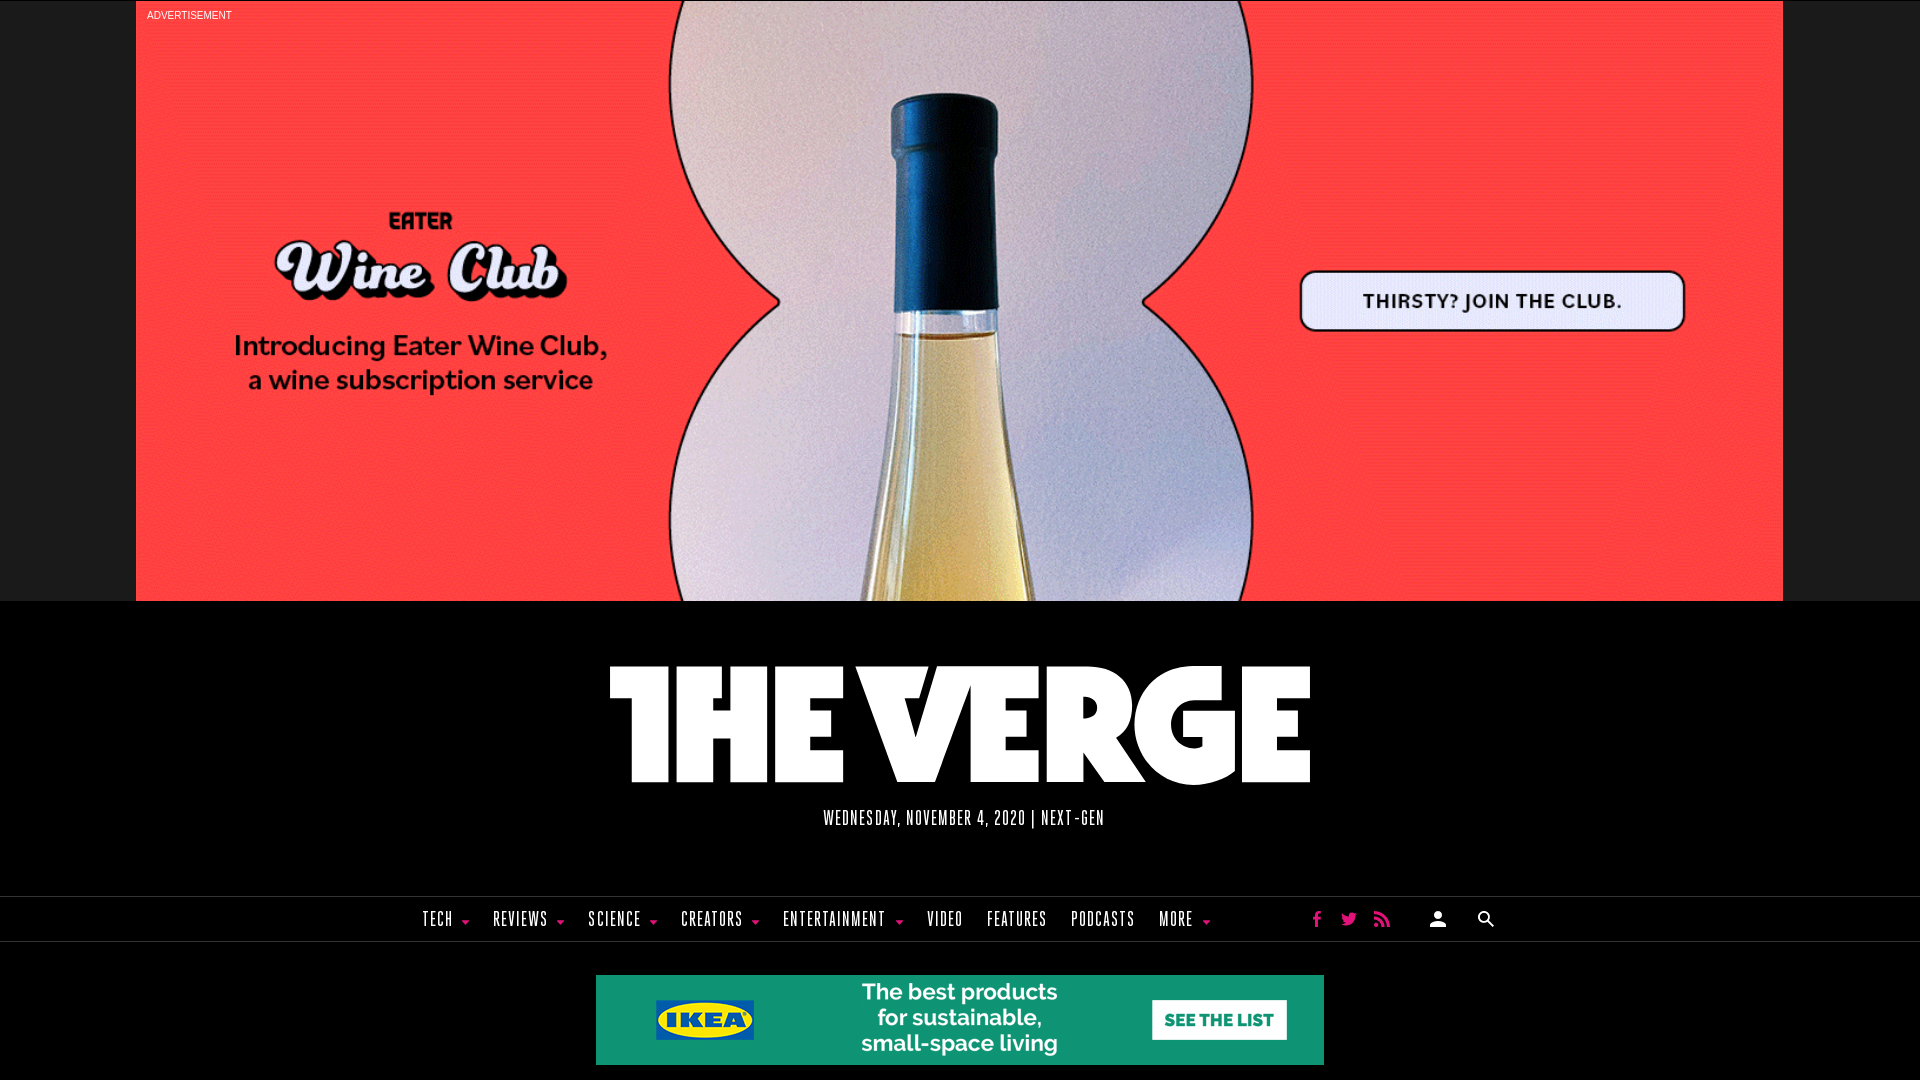 ADVERTISEMENT
EATER
Wine Club
Introducing Eater Wine Club,
a wine subscription service
THIRSTY? JOIN THE CLUB.
THE VERGE
WEDNESDAY, NOVEMBER 4, 2020 | NEXT-GEN
TECH REVIEWS SCIENCE CREATORS ENTERTAINMENT VIDEO FEATURES PODCASTS MORE
IKEA
The best products
for sustainable,
small-space living
SEE THE LIST